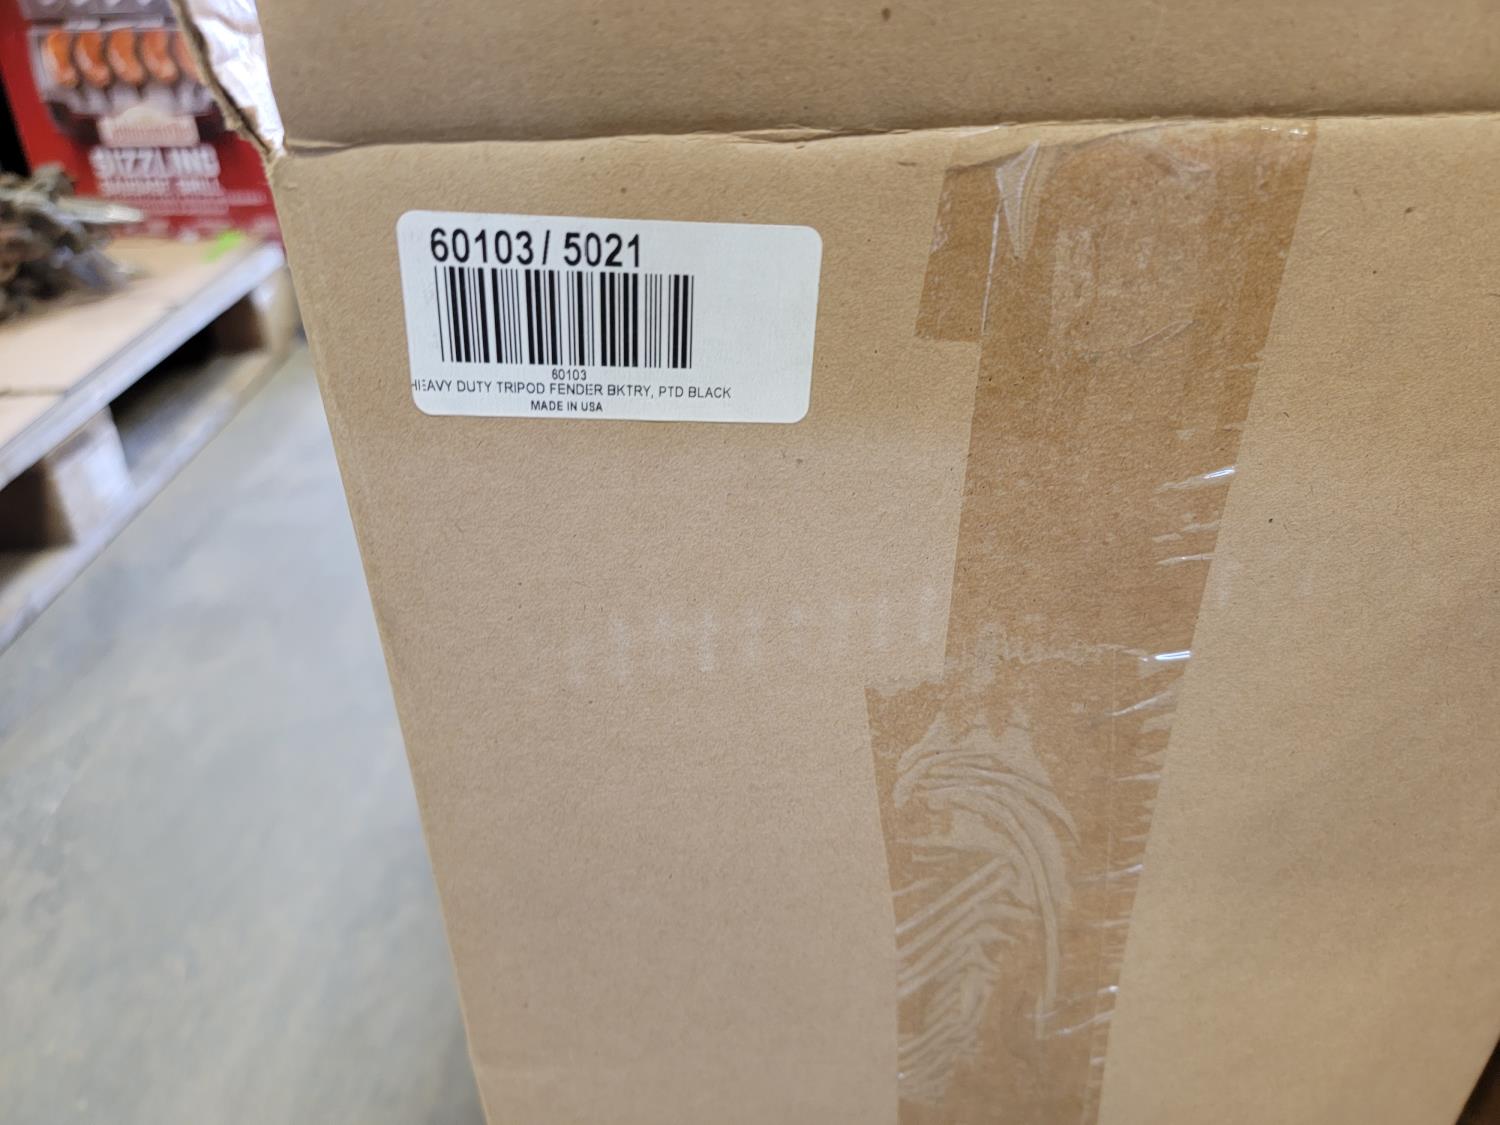 SIZZLING
60103/ 5021
60103
HEAVY DUTY TRIPOD FENDER BKTRY, PTD BLACK
MADE IN USA